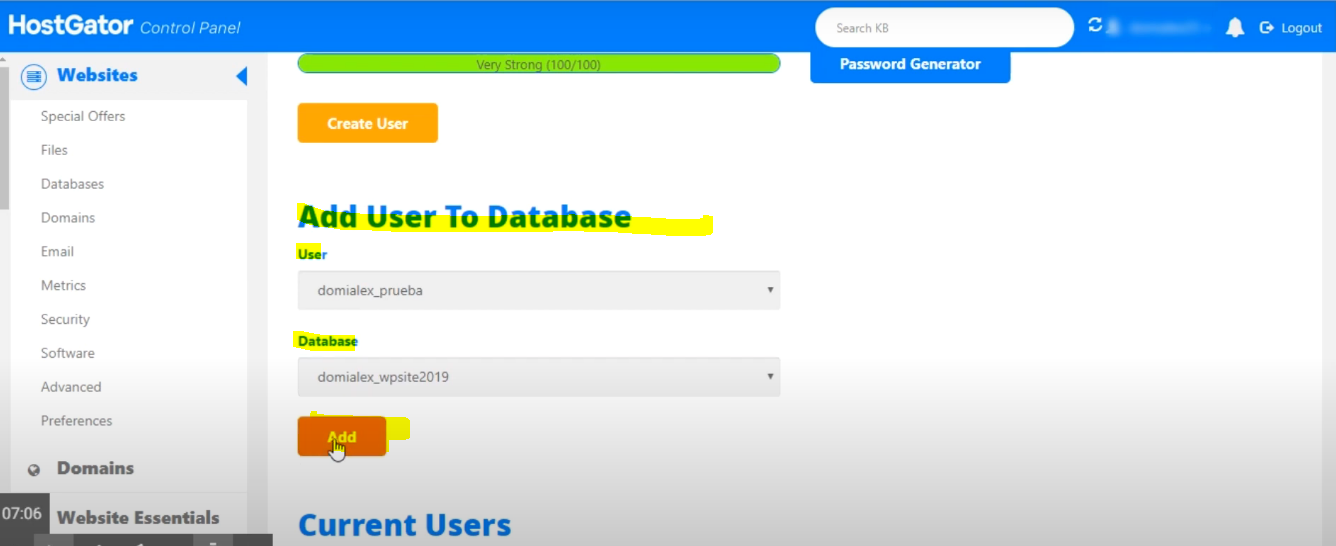 HostGator Control Panel
Search KB
Logout
Websites
Very Strong (100/100)
Password Generator
Special Offers
Create User
Files
Databases
Domains
Add User To Database
Email
User
Metrics
domialex_prueba
Security
Database
Software
domialex_wpsite2019
Advanced
Preferences
Add
Domains
07:06
Website Essentials
Current Users